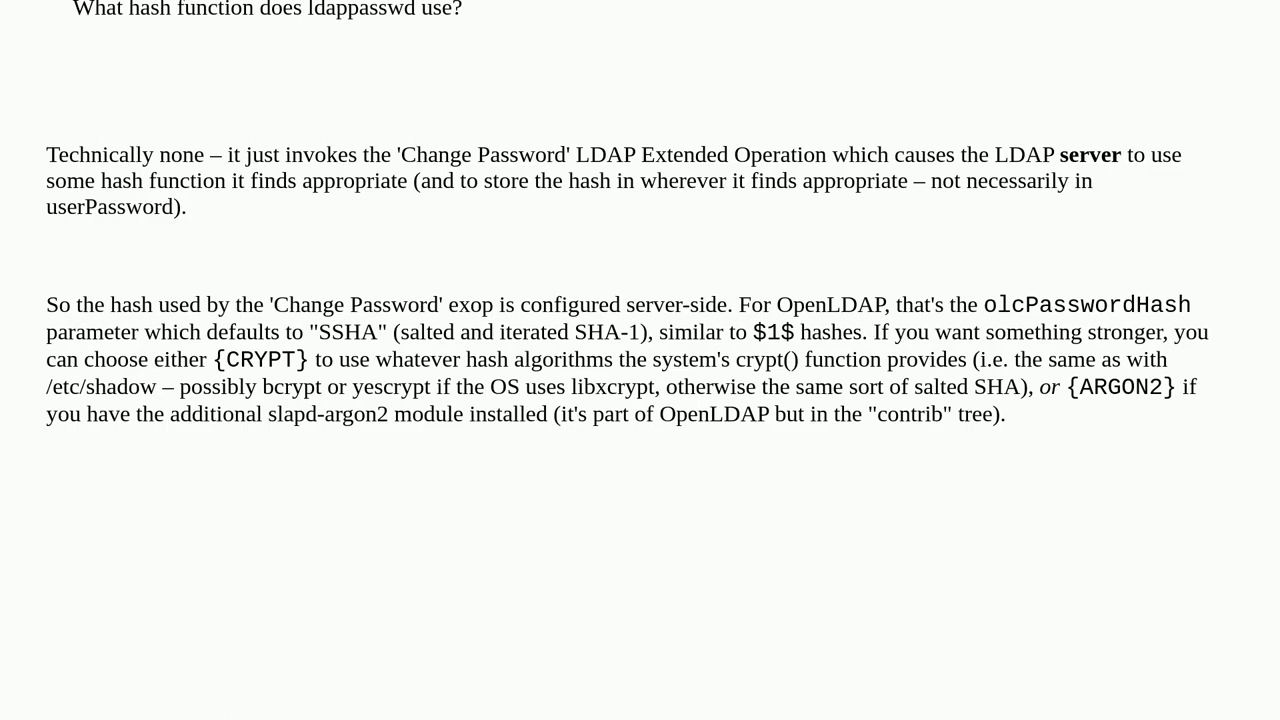 What hash function does ldappasswd use?
Technically none – it just invokes the 'Change Password' LDAP Extended Operation which causes the LDAP server to use
some hash function it finds appropriate (and to store the hash in wherever it finds appropriate – not necessarily in
userPassword).
So the hash used by the 'Change Password' exop is configured server-side. For OpenLDAP, that's the olcPasswordHash
parameter which defaults to "SSHA" (salted and iterated SHA-1), similar to $1$ hashes. If you want something stronger, you
can choose either {CRYPT} to use whatever hash algorithms the system's crypt() function provides (i.e. the same as with
/etc/shadow – possibly bcrypt or yescrypt if the OS uses libxcrypt, otherwise the same sort of salted SHA), or {ARGON2} if
you have the additional slapd-argon2 module installed (it's part of OpenLDAP but in the "contrib" tree).